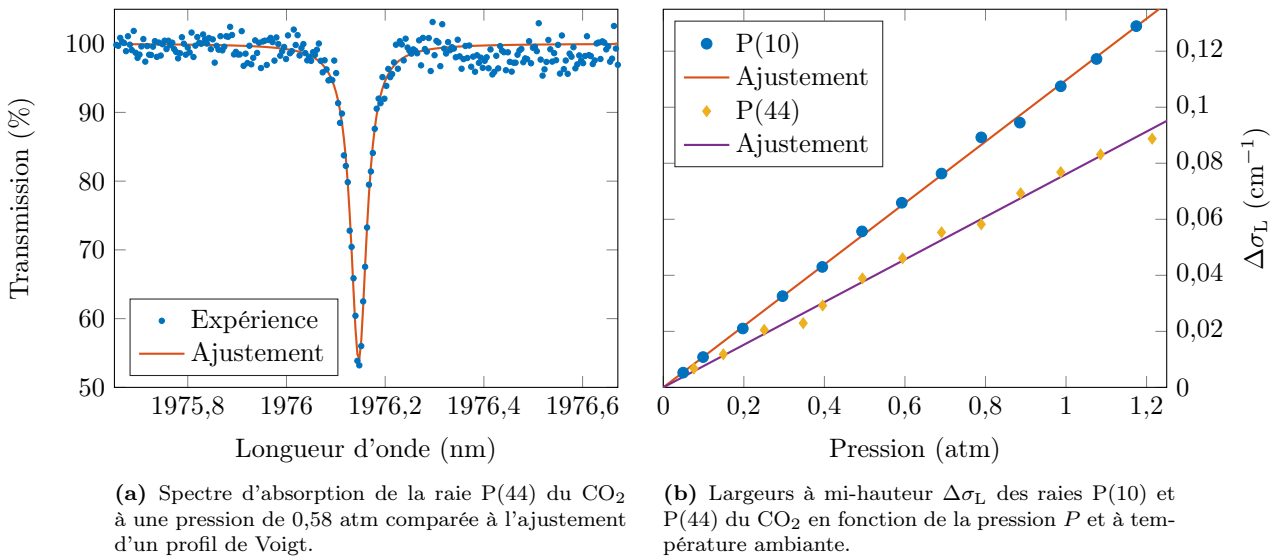 100
90
80
70
60
50
Transmission (%)
Expérience
Ajustement
1975,8
1976
1976,2
1976,4
1976,6
Longueur d'onde (nm)
(a) Spectre d'absorption de la raie P(44) du CO₂
à une pression de 0,58 atm comparée à l'ajustement
d'un profil de Voigt.
P(10)
Ajustement
P(44)
Ajustement
0,12
0,1
0,08
0,06
0,04
0,02
0
Δσ_L (cm⁻¹)
0
0,2
0,4
0,6
0,8
1
1,2
Pression (atm)
(b) Largeurs à mi-hauteur Δσ_L des raies P(10) et
P(44) du CO₂ en fonction de la pression P et à tem-
pérature ambiante.